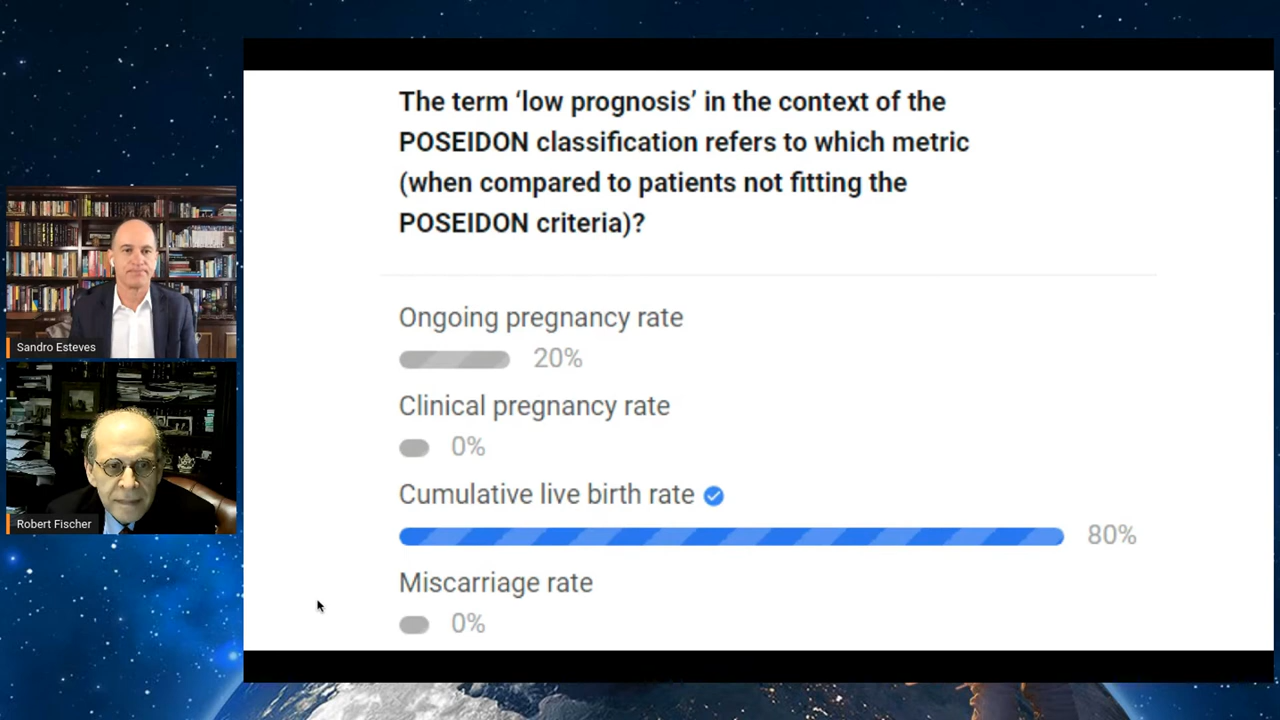 The term ‘low prognosis’ in the context of the
POSEIDON classification refers to which metric
(when compared to patients not fitting the
POSEIDON criteria)?
Ongoing pregnancy rate
20%
Clinical pregnancy rate
0%
Cumulative live birth rate
80%
Miscarriage rate
0%
Sandro Esteves
Robert Fischer